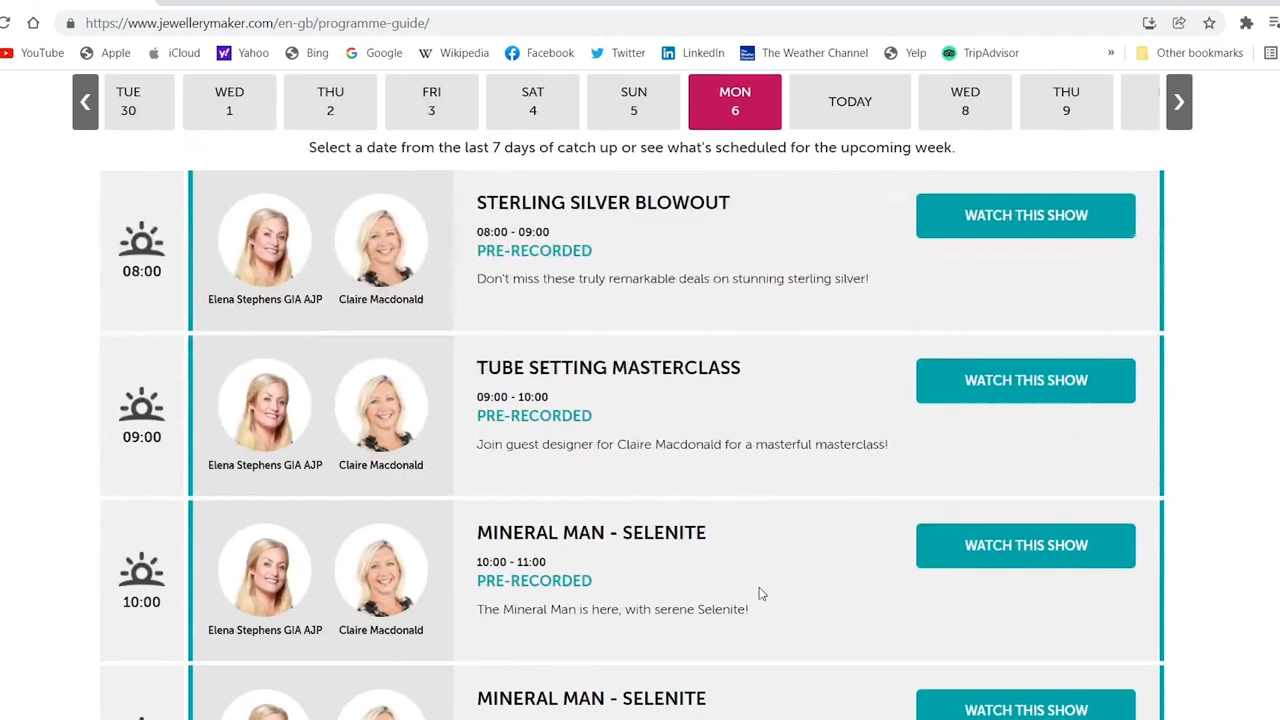 https://www.jewellerymaker.com/en-gb/programme-guide/
YouTube Apple iCloud Yahoo Bing Google Wikipedia Facebook Twitter LinkedIn The Weather Channel Yelp TripAdvisor » Other bookmarks
TUE 30
WED 1
THU 2
FRI 3
SAT 4
SUN 5
MON 6
TODAY
WED 8
THU 9
Select a date from the last 7 days of catch up or see what's scheduled for the upcoming week.
08:00
Elena Stephens GIA AJP
Claire Macdonald
STERLING SILVER BLOWOUT
08:00 - 09:00
PRE-RECORDED
Don't miss these truly remarkable deals on stunning sterling silver!
WATCH THIS SHOW
09:00
Elena Stephens GIA AJP
Claire Macdonald
TUBE SETTING MASTERCLASS
09:00 - 10:00
PRE-RECORDED
Join guest designer for Claire Macdonald for a masterful masterclass!
WATCH THIS SHOW
10:00
Elena Stephens GIA AJP
Claire Macdonald
MINERAL MAN - SELENITE
10:00 - 11:00
PRE-RECORDED
The Mineral Man is here, with serene Selenite!
WATCH THIS SHOW
MINERAL MAN - SELENITE
WATCH THIS SHOW